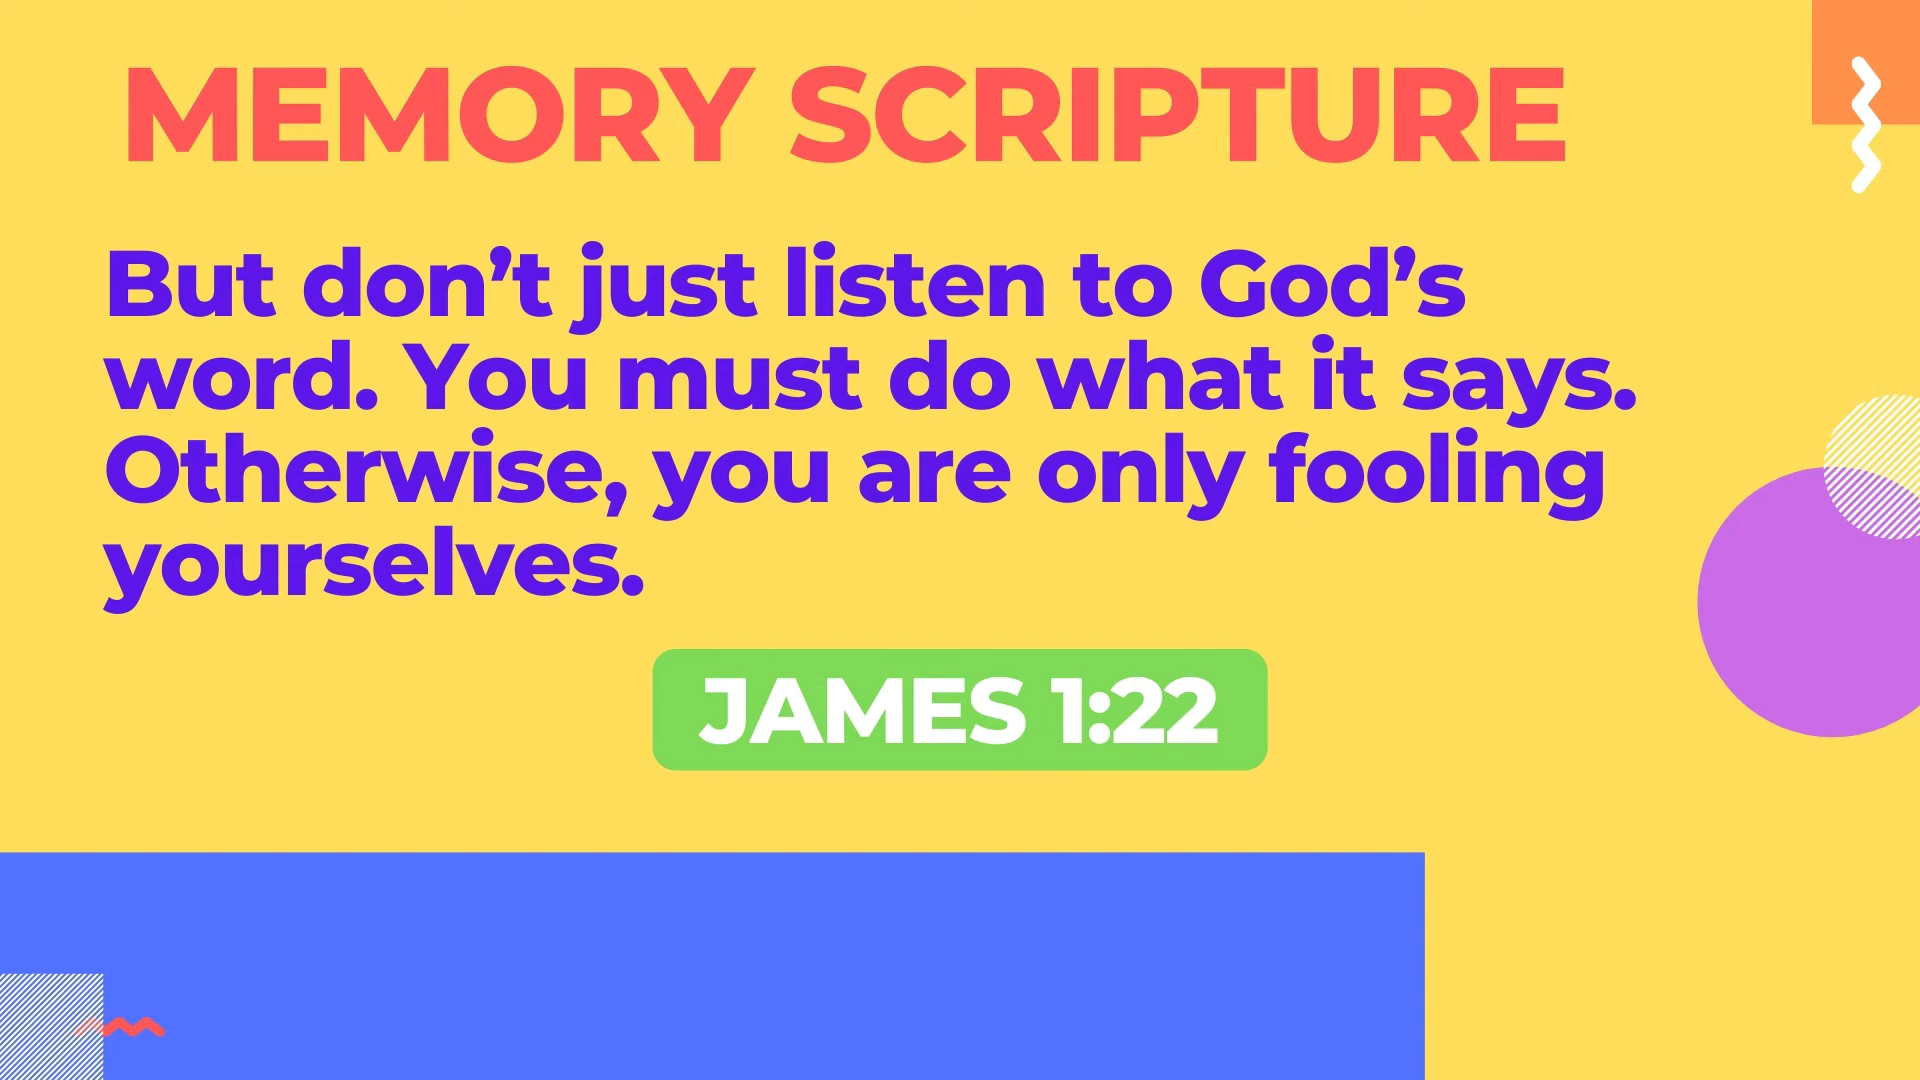 MEMORY SCRIPTURE
But don’t just listen to God’s
word. You must do what it says.
Otherwise, you are only fooling
yourselves.
JAMES 1:22